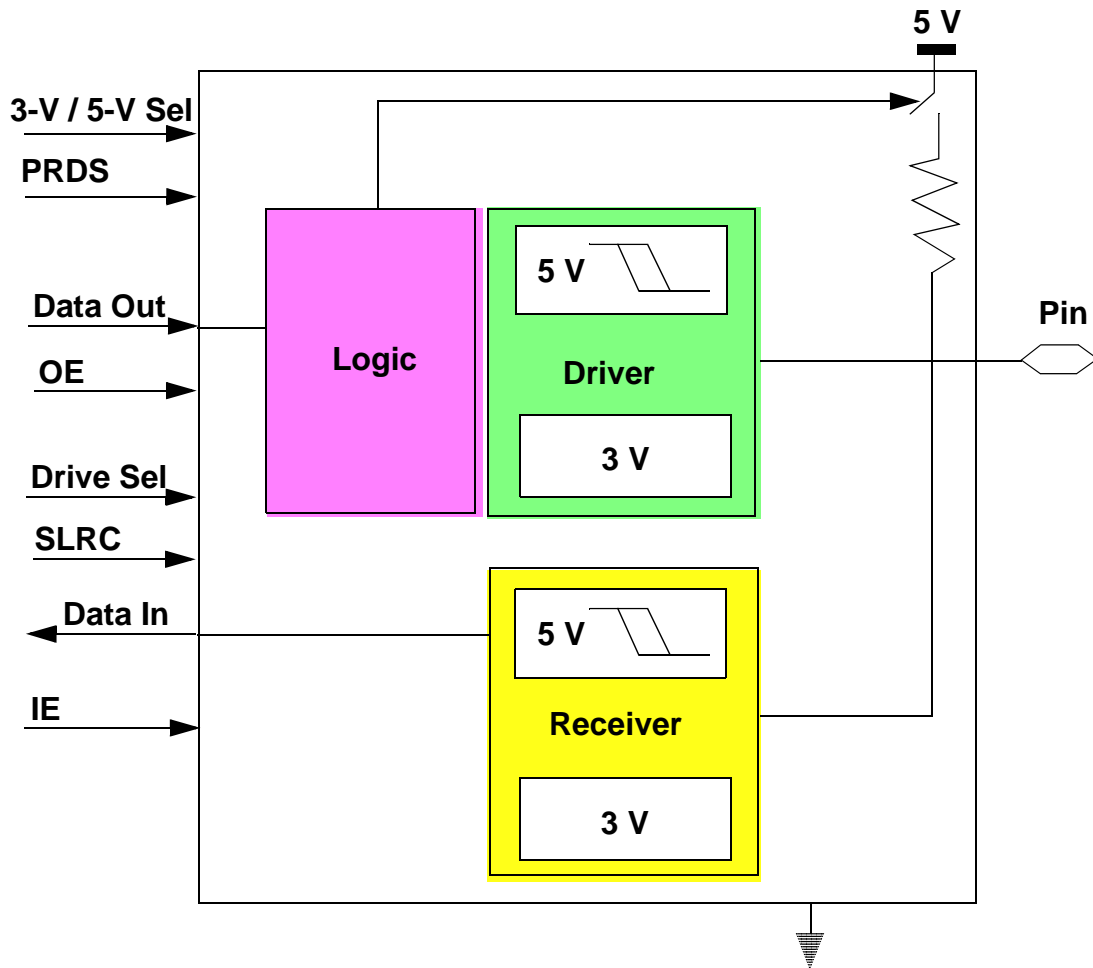 5 V
3-V / 5-V Sel
PRDS
Data Out
OE
Drive Sel
SLRC
Data In
IE
Logic
5 V
Driver
3 V
5 V
Receiver
3 V
Pin